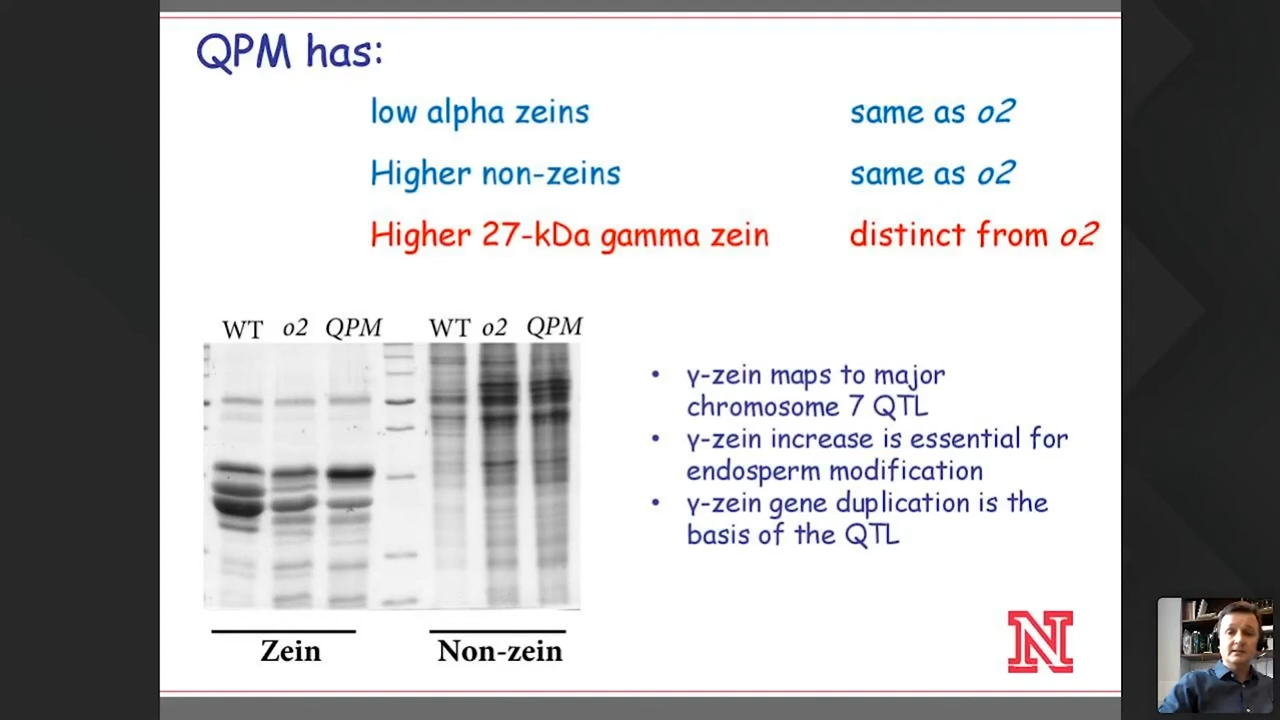 QPM has:
low alpha zeins same as o2
Higher non-zeins same as o2
Higher 27-kDa gamma zein distinct from o2
WT o2 QPM WT o2 QPM
• γ-zein maps to major
chromosome 7 QTL
• γ-zein increase is essential for
endosperm modification
• γ-zein gene duplication is the
basis of the QTL
Zein Non-zein
N